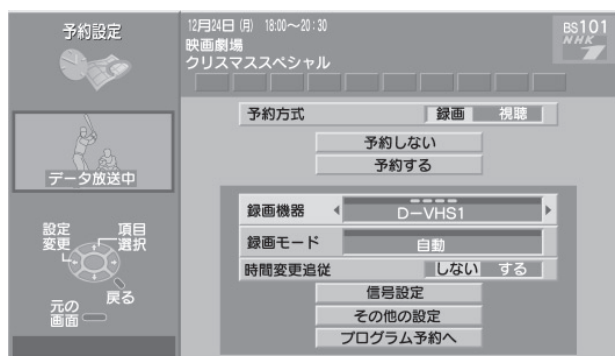 予約設定
データ放送中
設定
変更
項目
選択
戻る
元の
画面
12月24日(月) 18:00～20:30
映画劇場
クリスマススペシャル
BS101
NHK
7
予約方式 録画 視聴
予約しない
予約する
録画機器 D-VHS1
録画モード 自動
時間変更追従 しない する
信号設定
その他の設定
プログラム予約へ